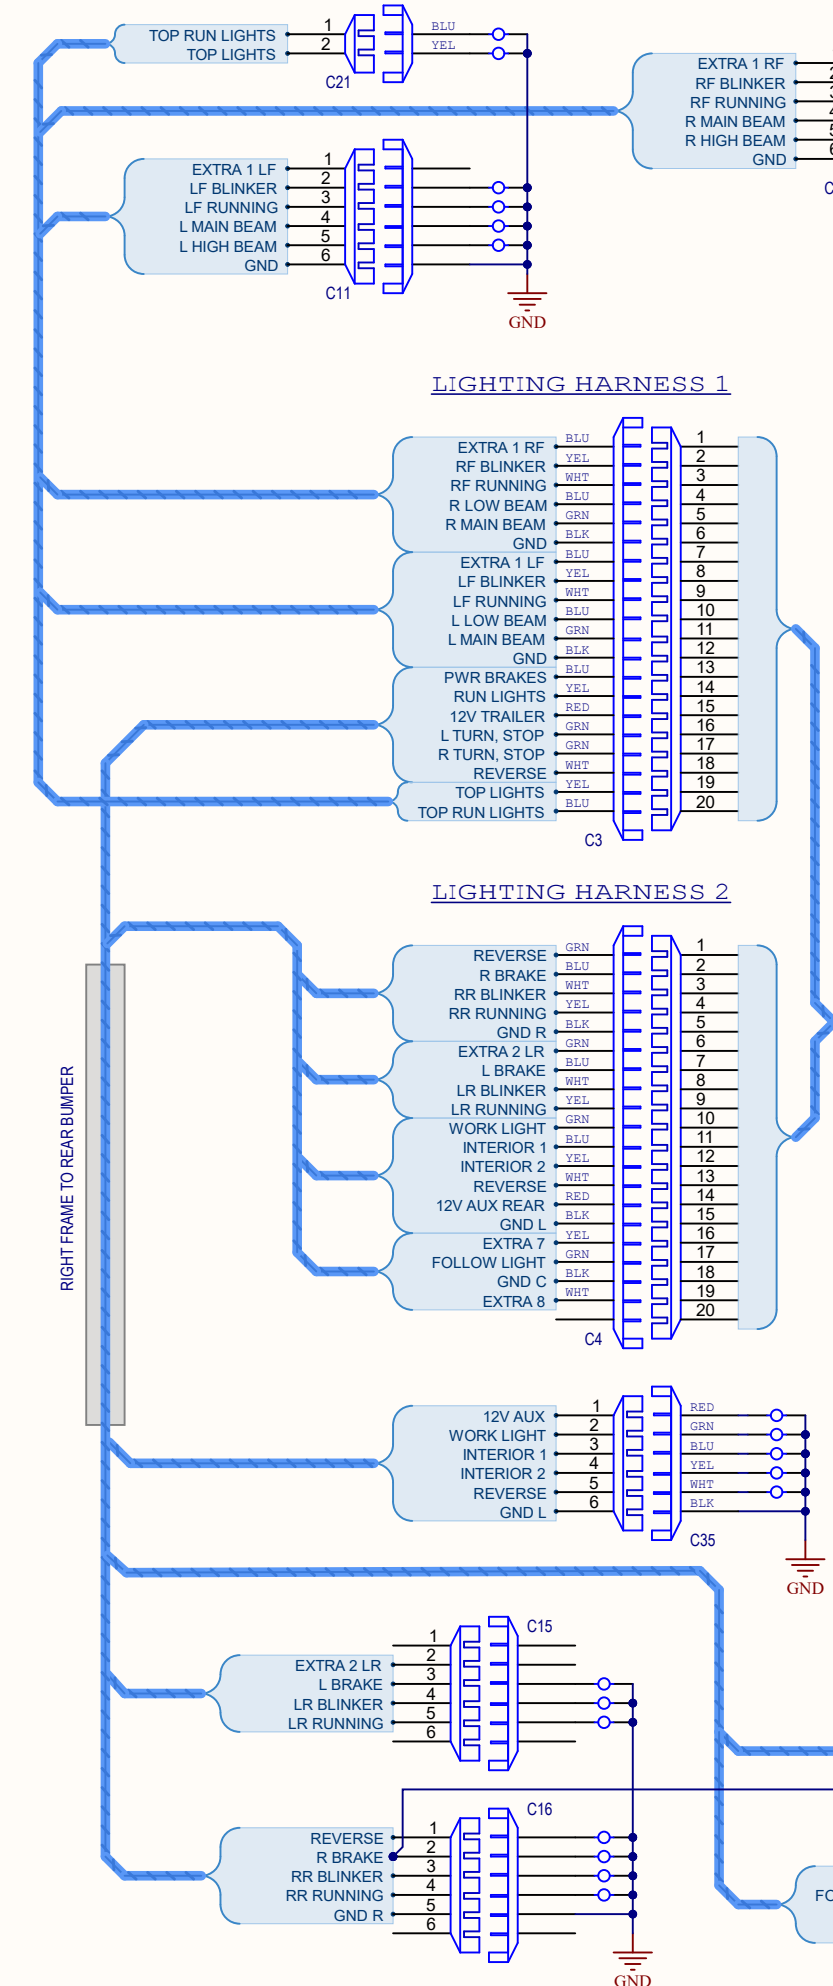 TOP RUN LIGHTS 1 BLU
TOP LIGHTS 2 YEL
C21
EXTRA 1 RF
RF BLINKER 2
RF RUNNING 3
R MAIN BEAM 4
R HIGH BEAM 5
GND 6
EXTRA 1 LF 1
LF BLINKER 2
LF RUNNING 3
L MAIN BEAM 4
L HIGH BEAM 5
GND 6
C11
GND
LIGHTING HARNESS 1
EXTRA 1 RF BLU 1
RF BLINKER YEL 2
RF RUNNING WHT 3
R LOW BEAM BLU 4
R MAIN BEAM GRN 5
GND BLK 6
EXTRA 1 LF BLU 7
LF BLINKER YEL 8
LF RUNNING WHT 9
L LOW BEAM BLU 10
L MAIN BEAM GRN 11
GND BLK 12
PWR BRAKES BLU 13
RUN LIGHTS YEL 14
12V TRAILER RED 15
L TURN, STOP GRN 16
R TURN, STOP GRN 17
REVERSE WHT 18
TOP LIGHTS YEL 19
TOP RUN LIGHTS BLU 20
C3
LIGHTING HARNESS 2
REVERSE GRN 1
R BRAKE BLU 2
RR BLINKER WHT 3
RR RUNNING YEL 4
GND R BLK 5
EXTRA 2 LR GRN 6
L BRAKE BLU 7
LR BLINKER WHT 8
LR RUNNING YEL 9
WORK LIGHT GRN 10
INTERIOR 1 BLU 11
INTERIOR 2 YEL 12
REVERSE WHT 13
12V AUX REAR RED 14
GND L BLK 15
EXTRA 7 YEL 16
FOLLOW LIGHT GRN 17
GND C BLK 18
EXTRA 8 WHT 19
20
C4
RIGHT FRAME TO REAR BUMPER
12V AUX 1 RED
WORK LIGHT 2 GRN
INTERIOR 1 3 BLU
INTERIOR 2 4 YEL
REVERSE 5 WHT
GND L 6 BLK
C35
GND
C15
1
EXTRA 2 LR 2
L BRAKE 3
LR BLINKER 4
LR RUNNING 5
6
C16
REVERSE 1
R BRAKE 2
RR BLINKER 3
RR RUNNING 4
GND R 5
6
GND